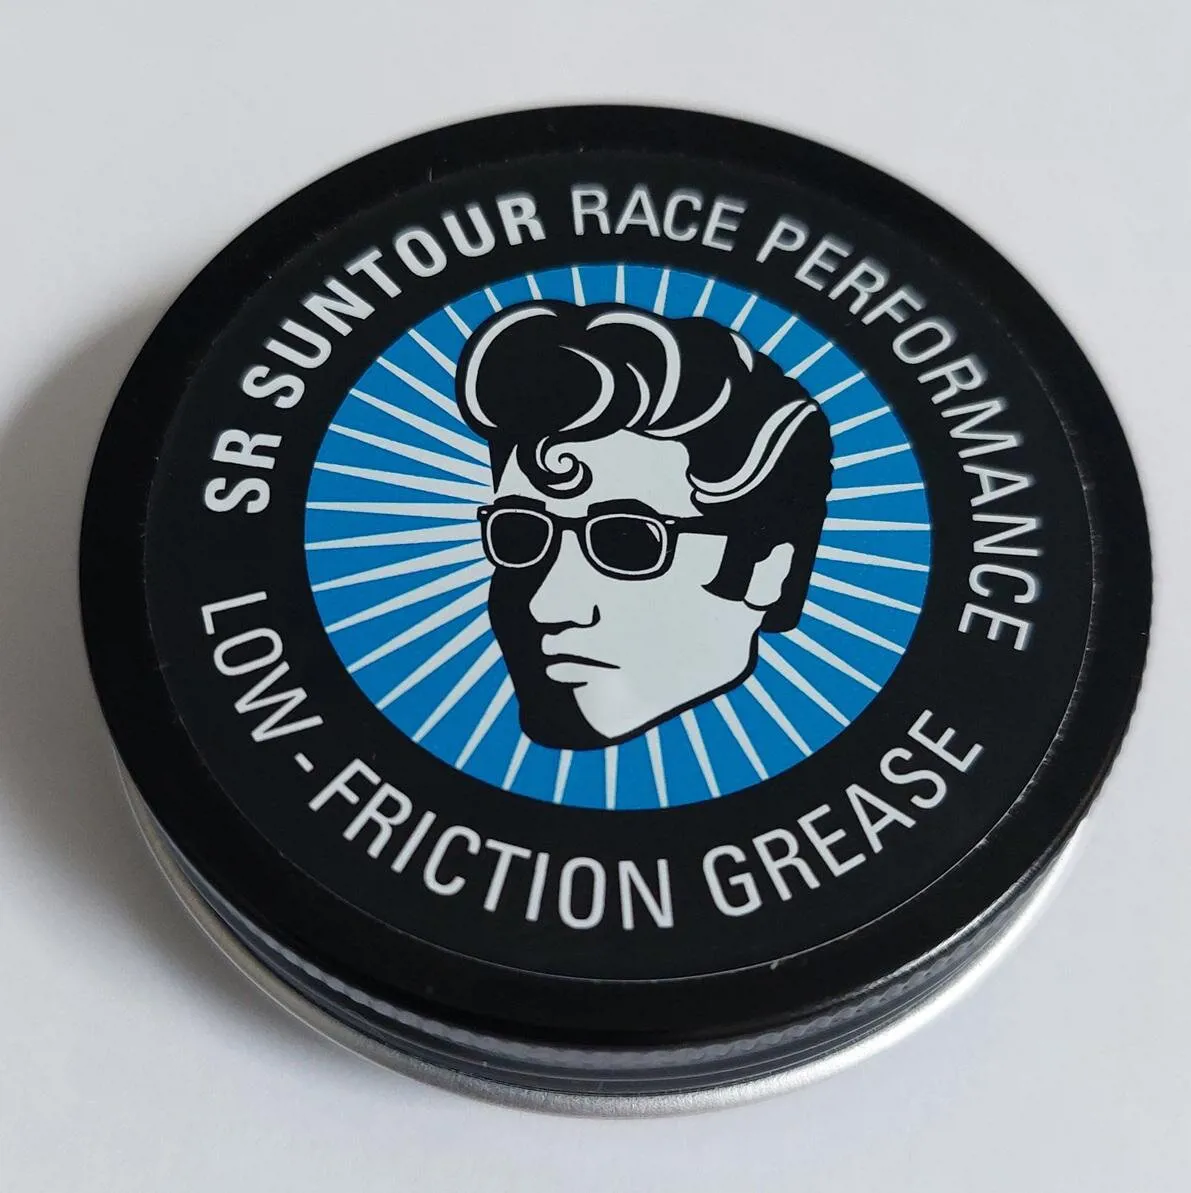 SR SUNTOUR RACE PERFORMANCE
LOW-FRICTION GREASE